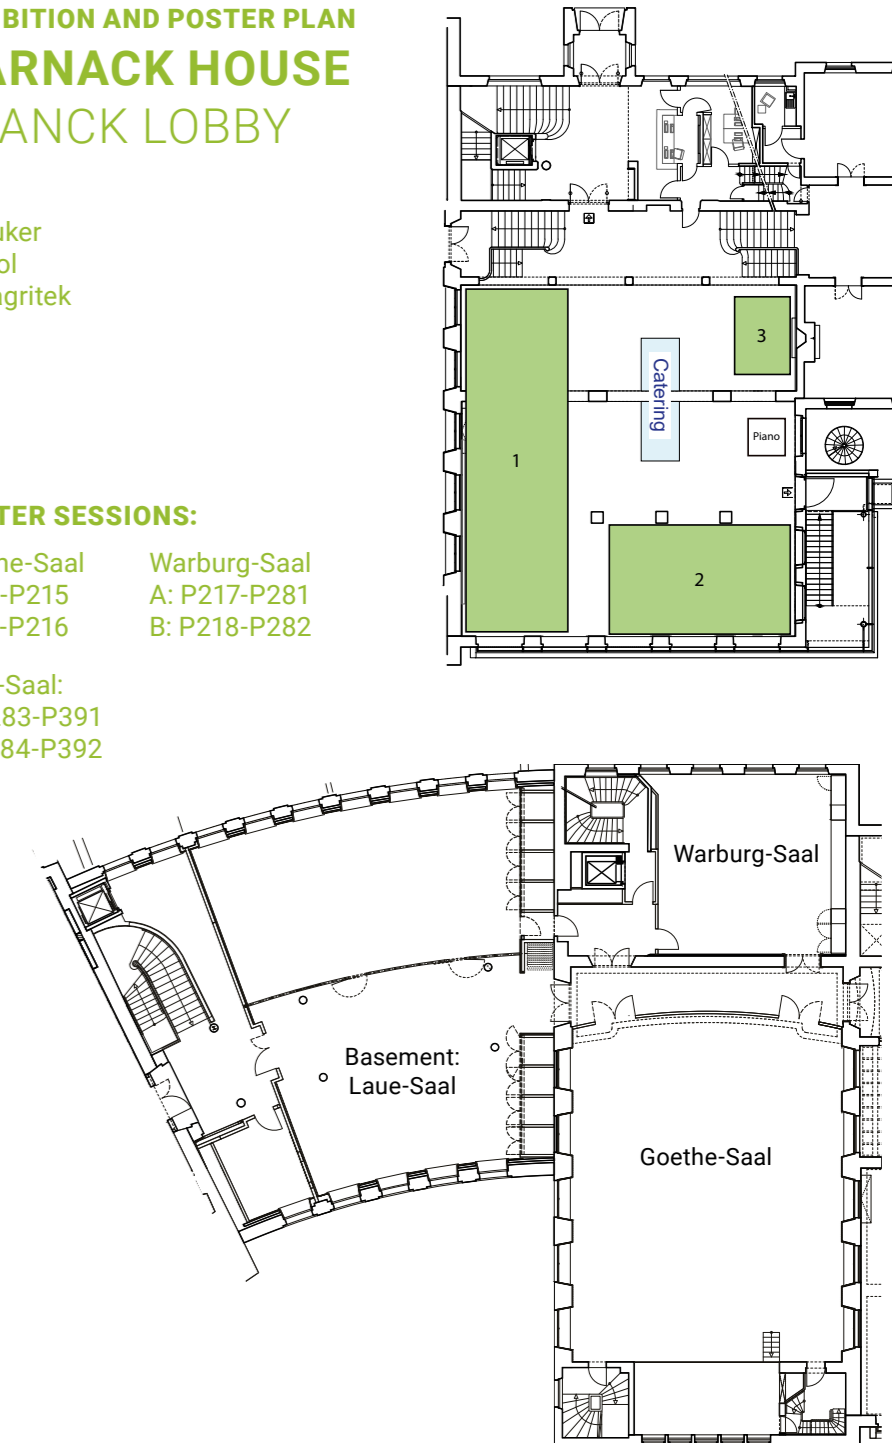 BITION AND POSTER PLAN
ARNACK HOUSE
ANCK LOBBY
uker
ol
agritek
TER SESSIONS:
he-Saal
-P215
-P216
Warburg-Saal
A: P217-P281
B: P218-P282
-Saal:
83-P391
84-P392
3
Catering
Piano
1
2
Warburg-Saal
Basement:
Laue-Saal
Goethe-Saal